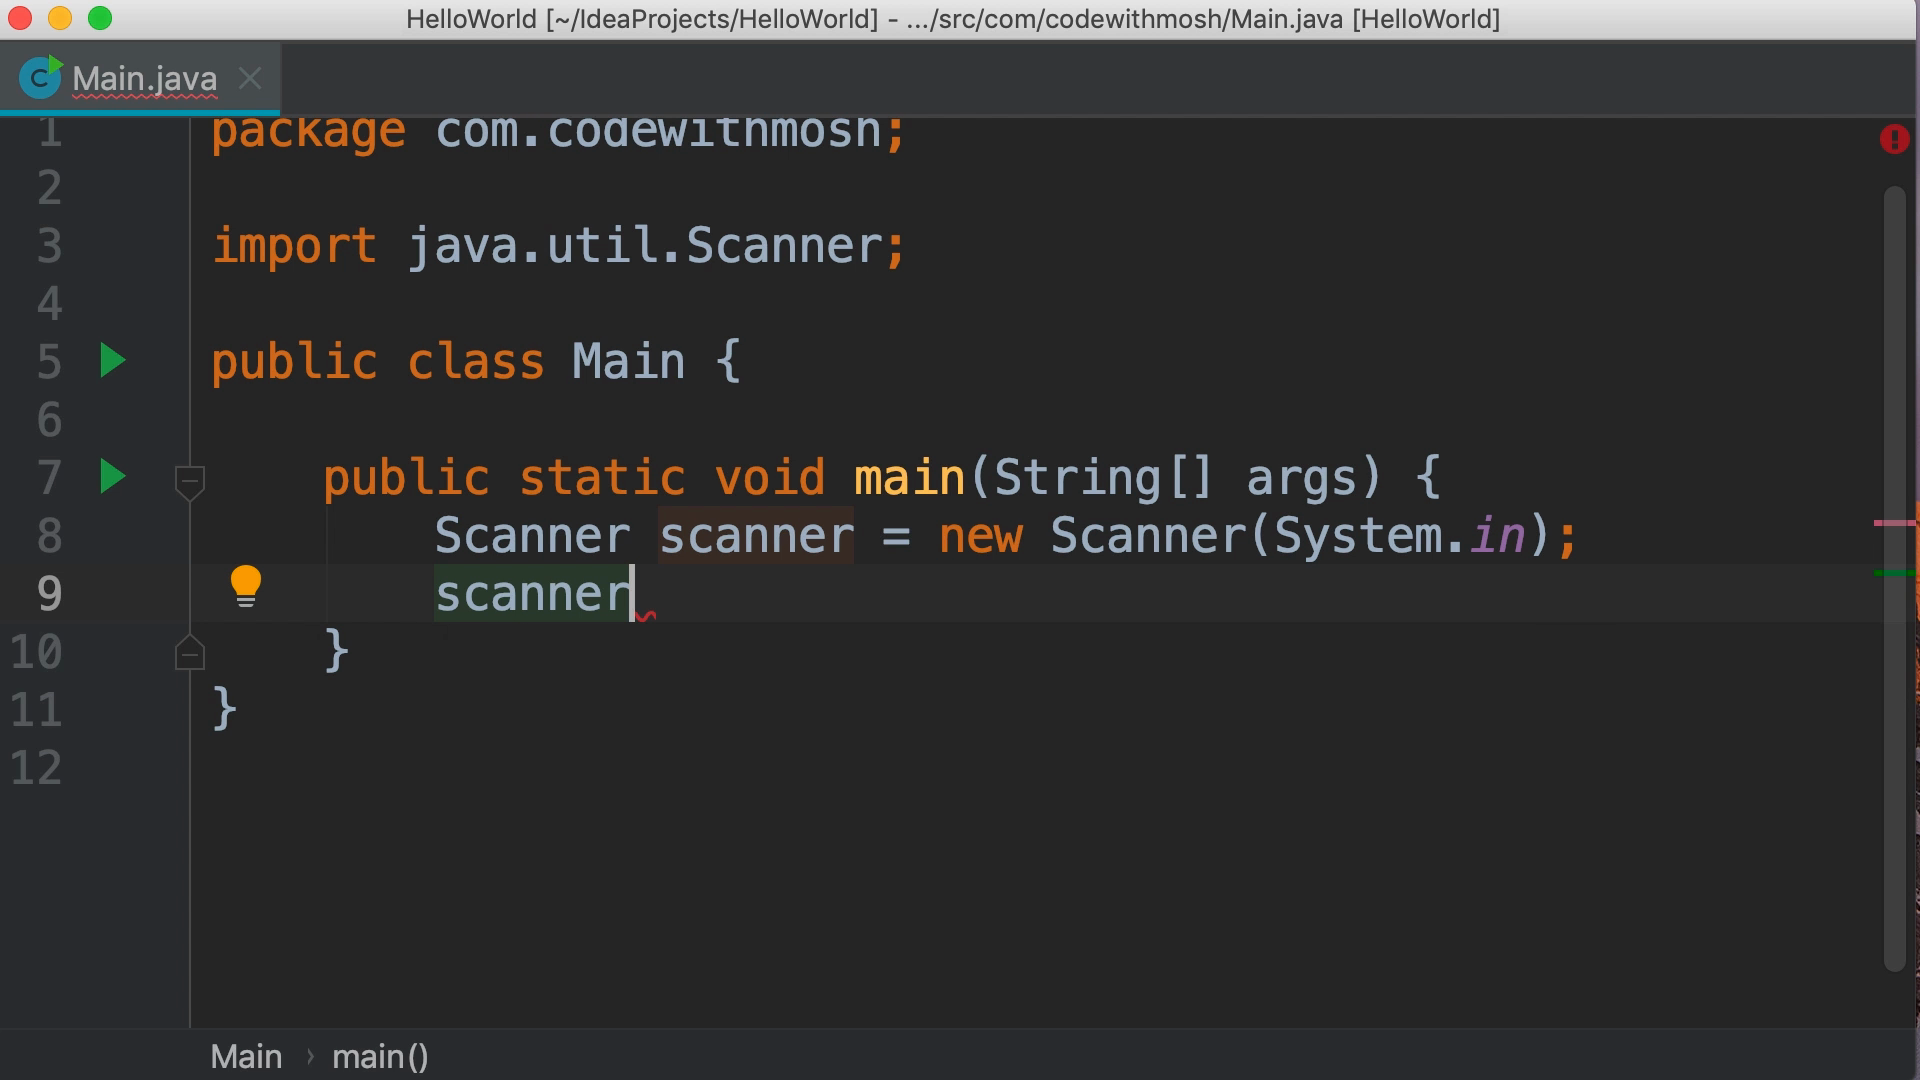 HelloWorld [~/IdeaProjects/HelloWorld] - .../src/com/codewithmosh/Main.java [HelloWorld]
Main.java
1 package com.codewithmosh;
2
3 import java.util.Scanner;
4
5 public class Main {
6
7 public static void main(String[] args) {
8 Scanner scanner = new Scanner(System.in);
9 scanner
10 }
11 }
12
Main › main()